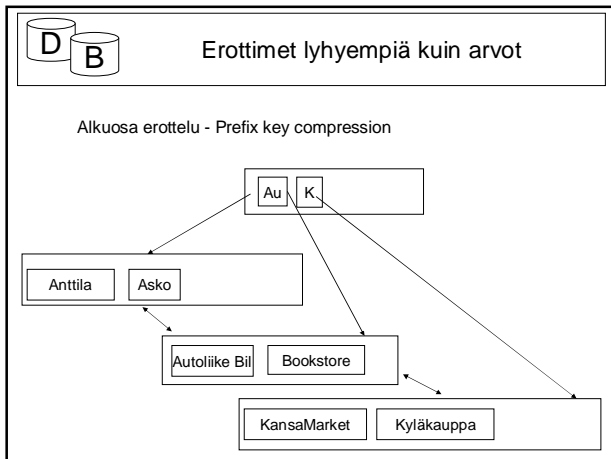 D
B
Erottimet lyhyempiä kuin arvot
Alkuosa erottelu - Prefix key compression
Au K
Anttila Asko
Autoliike Bil Bookstore
KansaMarket Kyläkauppa